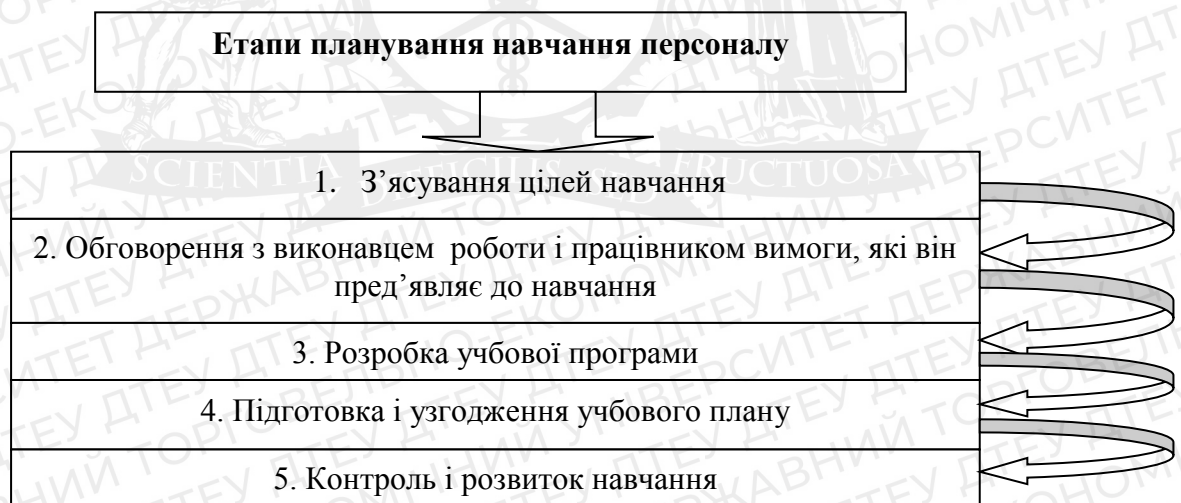 Етапи планування навчання персоналу
1. З’ясування цілей навчання
2. Обговорення з виконавцем роботи і працівником вимоги, які він
пред’являє до навчання
3. Розробка учбової програми
4. Підготовка і узгодження учбового плану
5. Контроль і розвиток навчання